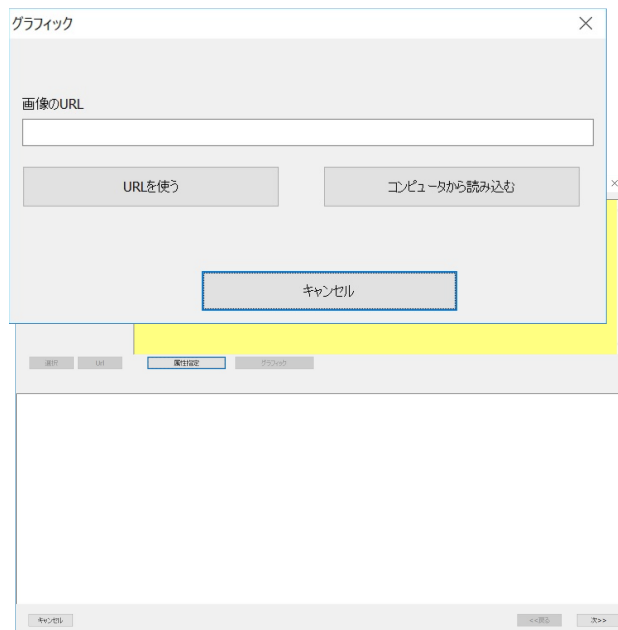 グラフィック
画像のURL
URLを使う
コンピュータから読み込む
キャンセル
選択
Url
属性指定
グラフィック
キャンセル
<<戻る
次>>